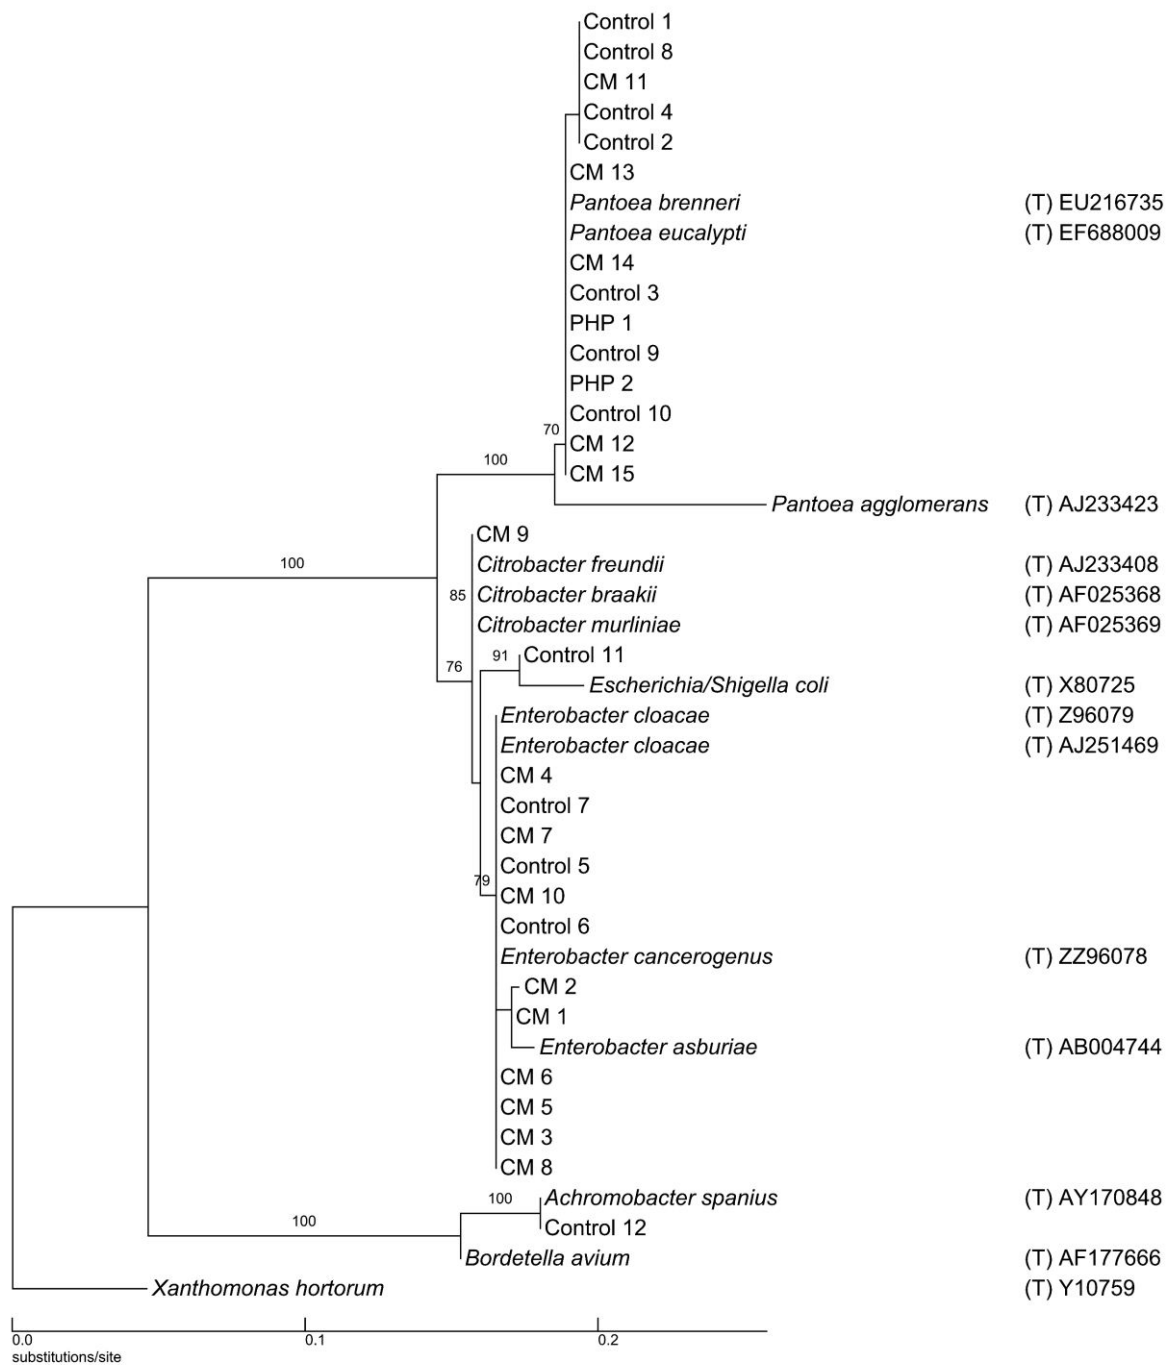 Control 1
Control 8
CM 11
Control 4
Control 2
CM 13
Pantoea brenneri (T) EU216735
Pantoea eucalypti (T) EF688009
CM 14
Control 3
PHP 1
Control 9
PHP 2
Control 10
70
CM 12
100
CM 15
Pantoea agglomerans (T) AJ233423
CM 9
100
Citrobacter freundii (T) AJ233408
85
Citrobacter braakii (T) AF025368
Citrobacter murliniae (T) AF025369
91
Control 11
76
Escherichia/Shigella coli (T) X80725
Enterobacter cloacae (T) Z96079
Enterobacter cloacae (T) AJ251469
CM 4
Control 7
CM 7
Control 5
79
CM 10
Control 6
Enterobacter cancerogenus (T) ZZ96078
CM 2
CM 1
Enterobacter asburiae (T) AB004744
CM 6
CM 5
CM 3
CM 8
100
Achromobacter spanius (T) AY170848
100
Control 12
Bordetella avium (T) AF177666
Xanthomonas hortorum (T) Y10759
0.0 0.1 0.2
substitutions/site